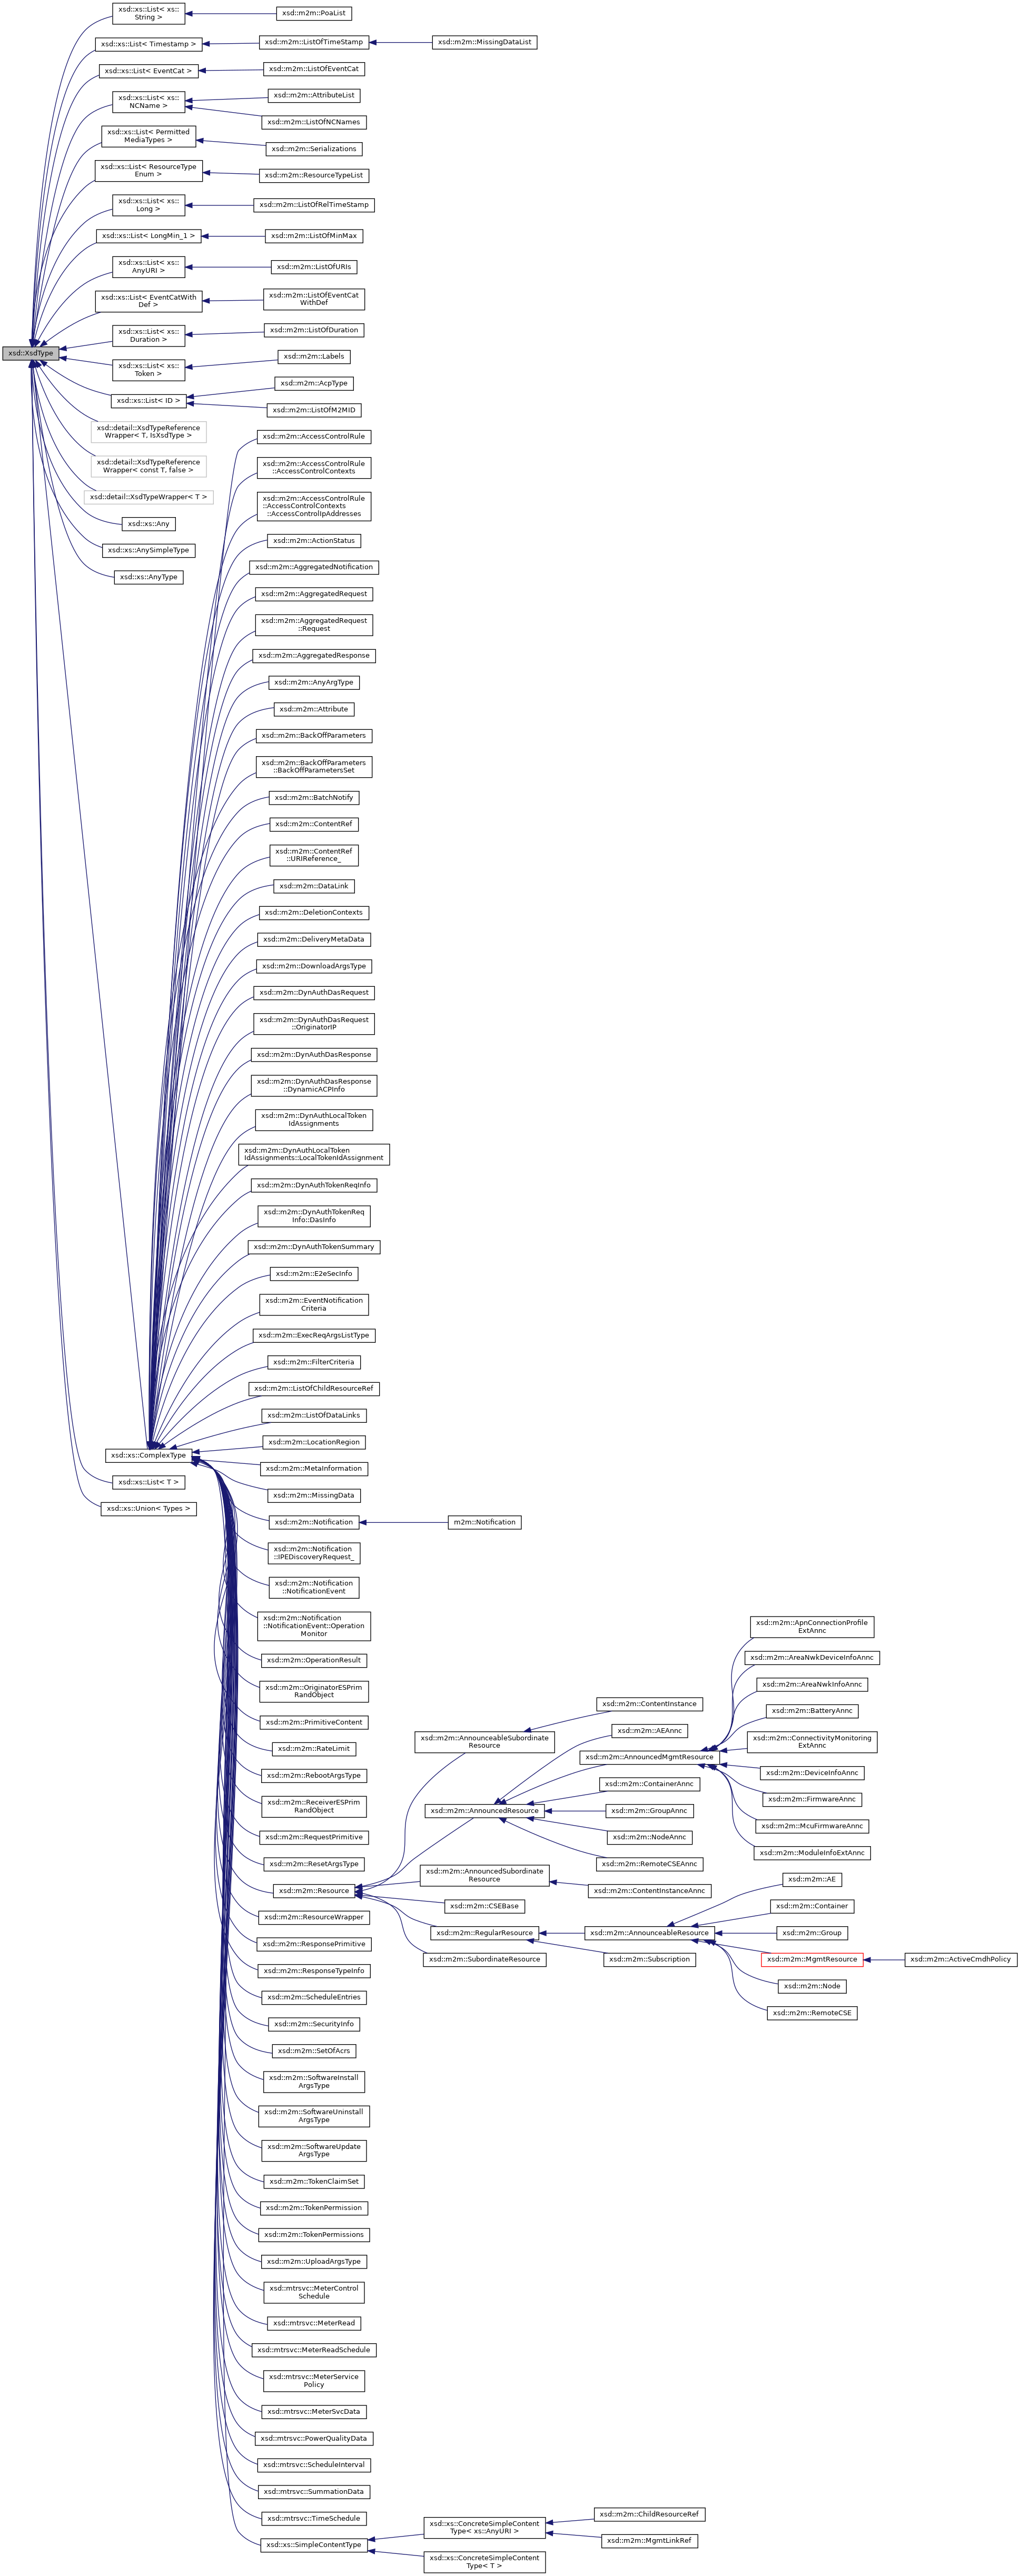 xsd::xs::List< xs::
String >
xsd::m2m::PoaList
xsd::xs::List< Timestamp >
xsd::m2m::ListOfTimeStamp
xsd::m2m::MissingDataList
xsd::xs::List< EventCat >
xsd::m2m::ListOfEventCat
xsd::xs::List< xs::
NCName >
xsd::m2m::AttributeList
xsd::m2m::ListOfNCNames
xsd::xs::List< Permitted
MediaTypes >
xsd::m2m::Serializations
xsd::xs::List< ResourceType
Enum >
xsd::m2m::ResourceTypeList
xsd::xs::List< xs::
Long >
xsd::m2m::ListOfRelTimeStamp
xsd::xs::List< LongMin_1 >
xsd::m2m::ListOfMinMax
xsd::xs::List< xs::
AnyURI >
xsd::m2m::ListOfURIs
xsd::xs::List< EventCatWith
Def >
xsd::m2m::ListOfEventCat
WithDef
xsd::xs::List< xs::
Duration >
xsd::m2m::ListOfDuration
xsd::XsdType
xsd::xs::List< xs::
Token >
xsd::m2m::Labels
xsd::xs::List< ID >
xsd::m2m::AcpType
xsd::m2m::ListOfM2MID
xsd::detail::XsdTypeReference
Wrapper< T, IsXsdType >
xsd::detail::XsdTypeReference
Wrapper< const T, false >
xsd::detail::XsdTypeWrapper< T >
xsd::xs::Any
xsd::xs::AnySimpleType
xsd::xs::AnyType
xsd::m2m::AccessControlRule
xsd::m2m::AccessControlRule
::AccessControlContexts
xsd::m2m::AccessControlRule
::AccessControlContexts
::AccessControlIpAddresses
xsd::m2m::ActionStatus
xsd::m2m::AggregatedNotification
xsd::m2m::AggregatedRequest
xsd::m2m::AggregatedRequest
::Request
xsd::m2m::AggregatedResponse
xsd::m2m::AnyArgType
xsd::m2m::Attribute
xsd::m2m::BackOffParameters
xsd::m2m::BackOffParameters
::BackOffParametersSet
xsd::m2m::BatchNotify
xsd::m2m::ContentRef
xsd::m2m::ContentRef
::URIReference_
xsd::m2m::DataLink
xsd::m2m::DeletionContexts
xsd::m2m::DeliveryMetaData
xsd::m2m::DownloadArgsType
xsd::m2m::DynAuthDasRequest
xsd::m2m::DynAuthDasRequest
::OriginatorIP
xsd::m2m::DynAuthDasResponse
xsd::m2m::DynAuthDasResponse
::DynamicACPInfo
xsd::m2m::DynAuthLocalToken
IdAssignments
xsd::m2m::DynAuthLocalToken
IdAssignments::LocalTokenIdAssignment
xsd::m2m::DynAuthTokenReqInfo
xsd::m2m::DynAuthTokenReq
Info::DasInfo
xsd::m2m::DynAuthTokenSummary
xsd::m2m::E2eSecInfo
xsd::m2m::EventNotification
Criteria
xsd::m2m::ExecReqArgsListType
xsd::m2m::FilterCriteria
xsd::m2m::ListOfChildResourceRef
xsd::m2m::ListOfDataLinks
xsd::m2m::LocationRegion
xsd::xs::ComplexType
xsd::m2m::MetaInformation
xsd::xs::List< T >
xsd::m2m::MissingData
xsd::xs::Union< Types >
xsd::m2m::Notification
m2m::Notification
xsd::m2m::Notification
::IPEDiscoveryRequest_
xsd::m2m::Notification
::NotificationEvent
xsd::m2m::Notification
::NotificationEvent::Operation
Monitor
xsd::m2m::OperationResult
xsd::m2m::OriginatorESPrim
RandObject
xsd::m2m::PrimitiveContent
xsd::m2m::RateLimit
xsd::m2m::RebootArgsType
xsd::m2m::ReceiverESPrim
RandObject
xsd::m2m::RequestPrimitive
xsd::m2m::ResetArgsType
xsd::m2m::Resource
xsd::m2m::ResourceWrapper
xsd::m2m::ResponsePrimitive
xsd::m2m::ResponseTypeInfo
xsd::m2m::ScheduleEntries
xsd::m2m::SecurityInfo
xsd::m2m::SetOfAcrs
xsd::m2m::SoftwareInstall
ArgsType
xsd::m2m::SoftwareUninstall
ArgsType
xsd::m2m::SoftwareUpdate
ArgsType
xsd::m2m::TokenClaimSet
xsd::m2m::TokenPermission
xsd::m2m::TokenPermissions
xsd::m2m::UploadArgsType
xsd::mtrsvc::MeterControl
Schedule
xsd::mtrsvc::MeterRead
xsd::mtrsvc::MeterReadSchedule
xsd::mtrsvc::MeterService
Policy
xsd::mtrsvc::MeterSvcData
xsd::mtrsvc::PowerQualityData
xsd::mtrsvc::ScheduleInterval
xsd::mtrsvc::SummationData
xsd::mtrsvc::TimeSchedule
xsd::xs::SimpleContentType
xsd::m2m::AnnounceableSubordinate
Resource
xsd::m2m::AnnouncedResource
xsd::m2m::AnnouncedSubordinate
Resource
xsd::m2m::CSEBase
xsd::m2m::RegularResource
xsd::m2m::SubordinateResource
xsd::m2m::ContentInstance
xsd::m2m::AEAnnc
xsd::m2m::AnnouncedMgmtResource
xsd::m2m::ContainerAnnc
xsd::m2m::GroupAnnc
xsd::m2m::NodeAnnc
xsd::m2m::RemoteCSEAnnc
xsd::m2m::ContentInstanceAnnc
xsd::m2m::AnnounceableResource
xsd::m2m::Subscription
xsd::m2m::ApnConnectionProfile
ExtAnnc
xsd::m2m::AreaNwkDeviceInfoAnnc
xsd::m2m::AreaNwkInfoAnnc
xsd::m2m::BatteryAnnc
xsd::m2m::ConnectivityMonitoring
ExtAnnc
xsd::m2m::DeviceInfoAnnc
xsd::m2m::FirmwareAnnc
xsd::m2m::McuFirmwareAnnc
xsd::m2m::ModuleInfoExtAnnc
xsd::m2m::AE
xsd::m2m::Container
xsd::m2m::Group
xsd::m2m::MgmtResource
xsd::m2m::ActiveCmdhPolicy
xsd::m2m::Node
xsd::m2m::RemoteCSE
xsd::xs::ConcreteSimpleContent
Type< xs::AnyURI >
xsd::xs::ConcreteSimpleContent
Type< T >
xsd::m2m::ChildResourceRef
xsd::m2m::MgmtLinkRef